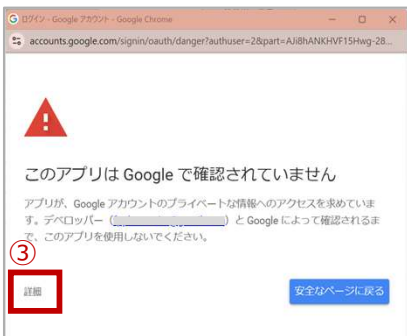 ログイン - Google アカウント - Google Chrome
accounts.google.com/signin/oauth/danger?authuser=2&part=AJi8hANKHVF15Hwg-28...
このアプリは Google で確認されていません
アプリが、Google アカウントのプライベートな情報へのアクセスを求めていま
す。デベロッパー（ ）と Google によって確認されるま
で、このアプリを使用しないでください。
③
詳細
安全なページに戻る